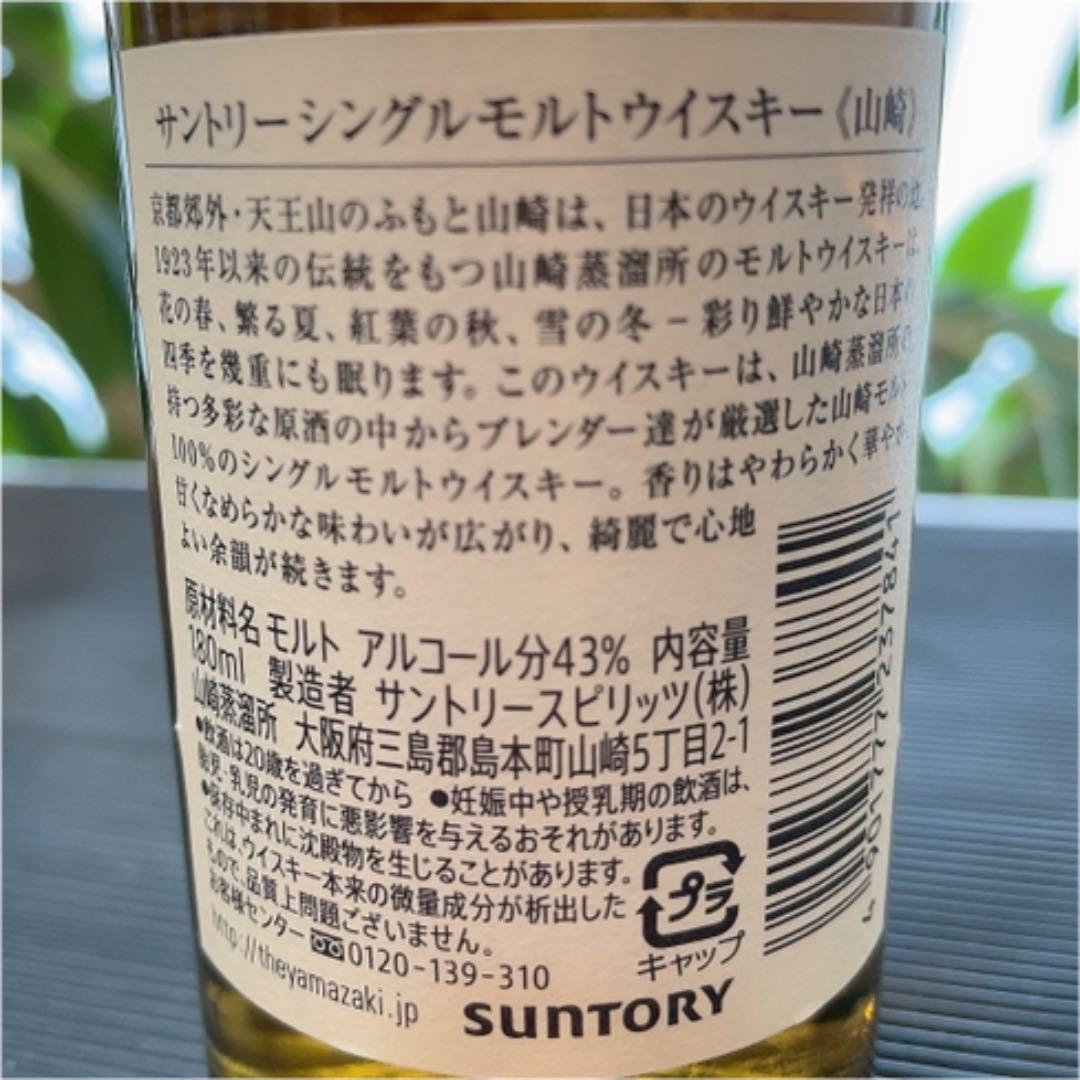 サントリーシングルモルトウイスキー《山崎》
京都郊外・天王山のふもと山崎は、日本のウイスキー発祥の
1923年以来の伝統をもつ山崎蒸溜所のモルトウイスキーは、
花の春、繁る夏、紅葉の秋、雪の冬－彩り鮮やかな日本の
四季を幾重にも眠ります。このウイスキーは、山崎蒸溜所の
持つ多彩な原酒の中からブレンダー達が厳選した山崎モルト
100%のシングルモルトウイスキー。香りはやわらかく華やか
甘くなめらかな味わいが広がり、綺麗で心地
よい余韻が続きます。
原材料名 モルト アルコール分43% 内容量
180ml 製造者 サントリースピリッツ(株)
山崎蒸溜所 大阪府三島郡島本町山崎5丁目2-1
●飲酒は20歳を過ぎてから ●妊娠中や授乳期の飲酒は、
胎児・乳児の発育に悪影響を与えるおそれがあります。
●保存中まれに沈殿物を生じることがあります。
これは、ウイスキー本来の微量成分が析出した
もので、品質上問題ございません。
お客様センター 0120-139-310
http://theyamazaki.jp
プラ
キャップ
SUNTORY
4 901777 237841